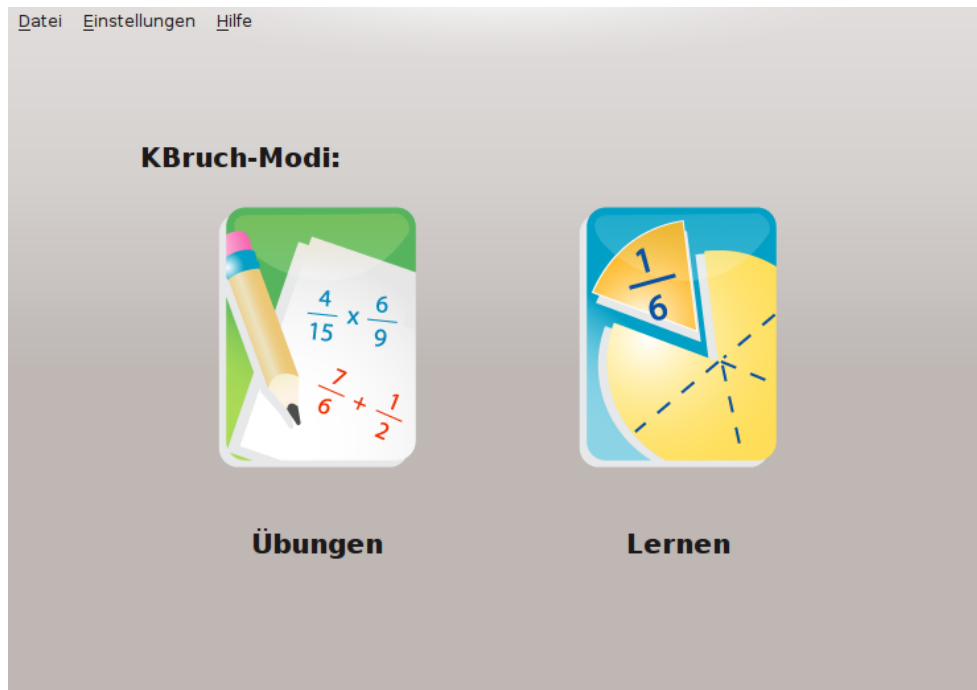 Datei Einstellungen Hilfe
KBruch-Modi:
4/15 x 6/9
7/6 + 1/2
1/6
Übungen
Lernen